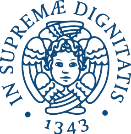 IN SUPREMÆ DIGNITATIS
· 1343 ·